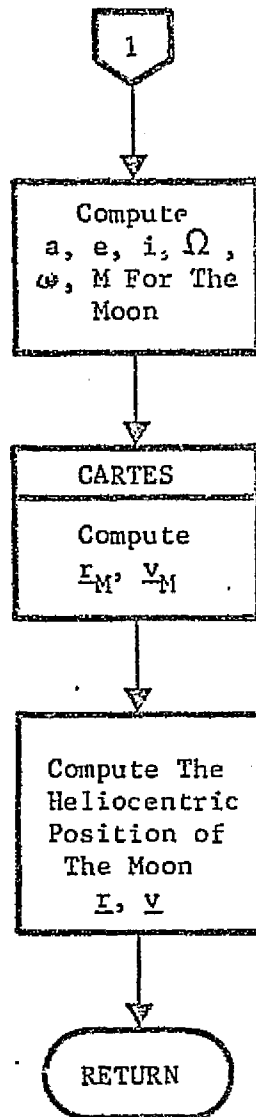 1
Compute
a, e, i, Ω,
ω, M For The
Moon
CARTES
Compute
r_M, v_M
Compute The
Heliocentric
Position of
The Moon
r, v
RETURN